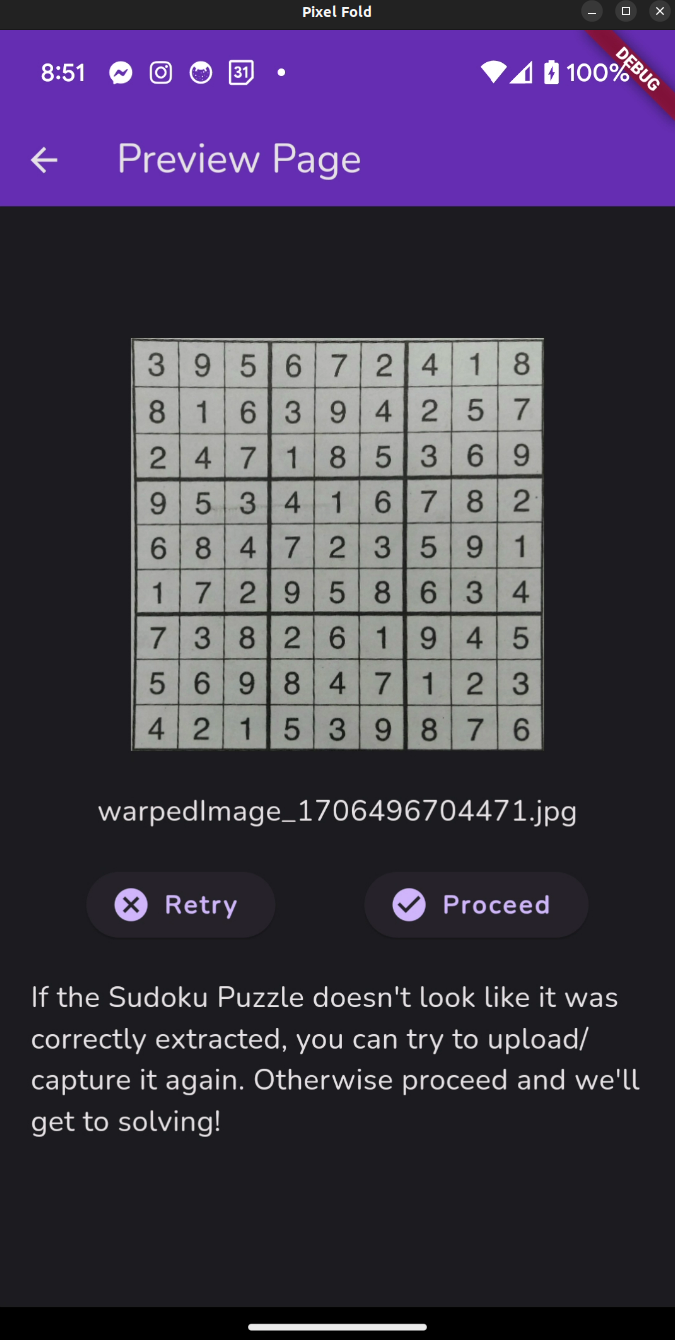 Pixel Fold
8:51 31 100%
DEBUG
Preview Page
3 9 5 6 7 2 4 1 8
8 1 6 3 9 4 2 5 7
2 4 7 1 8 5 3 6 9
9 5 3 4 1 6 7 8 2
6 8 4 7 2 3 5 9 1
1 7 2 9 5 8 6 3 4
7 3 8 2 6 1 9 4 5
5 6 9 8 4 7 1 2 3
4 2 1 5 3 9 8 7 6
warpedImage_1706496704471.jpg
Retry Proceed
If the Sudoku Puzzle doesn't look like it was
correctly extracted, you can try to upload/
capture it again. Otherwise proceed and we'll
get to solving!